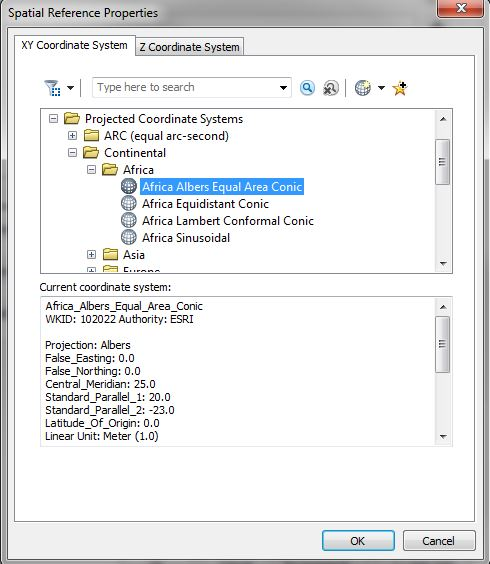 Spatial Reference Properties
XY Coordinate System
Z Coordinate System
Type here to search
Projected Coordinate Systems
ARC (equal arc-second)
Continental
Africa
Africa Albers Equal Area Conic
Africa Equidistant Conic
Africa Lambert Conformal Conic
Africa Sinusoidal
Asia
Europe
Current coordinate system:
Africa_Albers_Equal_Area_Conic
WKID: 102022 Authority: ESRI
Projection: Albers
False_Easting: 0.0
False_Northing: 0.0
Central_Meridian: 25.0
Standard_Parallel_1: 20.0
Standard_Parallel_2: -23.0
Latitude_Of_Origin: 0.0
Linear Unit: Meter (1.0)
OK
Cancel